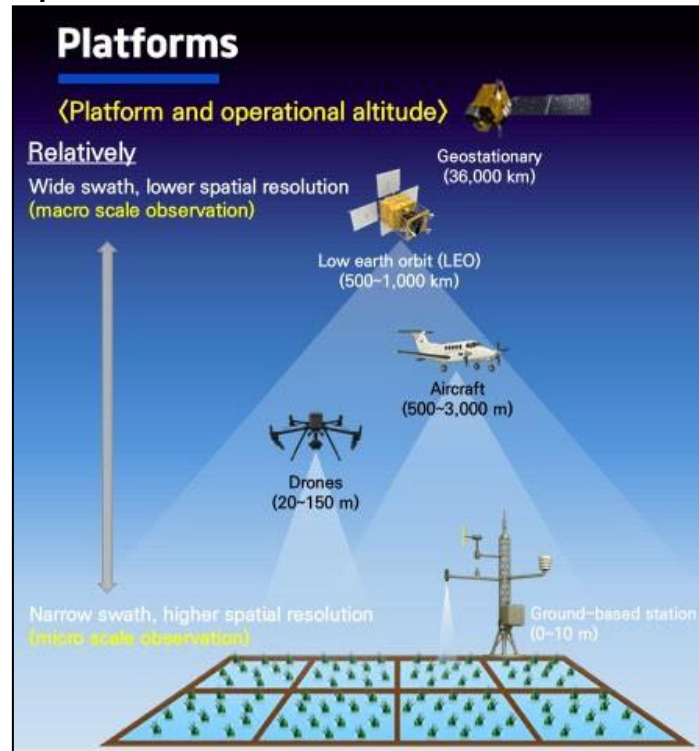 Platforms
〈Platform and operational altitude〉
Relatively
Wide swath, lower spatial resolution
(macro scale observation)
Geostationary
(36,000 km)
Low earth orbit (LEO)
(500~1,000 km)
Aircraft
(500~3,000 m)
Drones
(20~150 m)
Narrow swath, higher spatial resolution
(micro scale observation)
Ground-based station
(0~10 m)